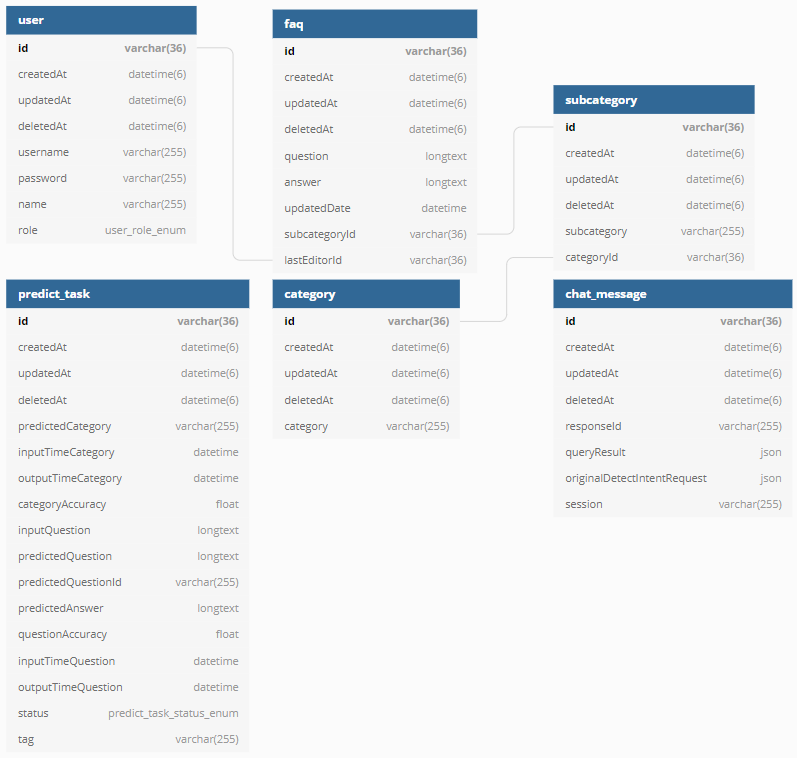 user
id varchar(36)
createdAt datetime(6)
updatedAt datetime(6)
deletedAt datetime(6)
username varchar(255)
password varchar(255)
name varchar(255)
role user_role_enum
faq
id varchar(36)
createdAt datetime(6)
updatedAt datetime(6)
deletedAt datetime(6)
question longtext
answer longtext
updatedDate datetime
subcategoryId varchar(36)
lastEditorId varchar(36)
subcategory
id varchar(36)
createdAt datetime(6)
updatedAt datetime(6)
deletedAt datetime(6)
subcategory varchar(255)
categoryId varchar(36)
predict_task
id varchar(36)
createdAt datetime(6)
updatedAt datetime(6)
deletedAt datetime(6)
predictedCategory varchar(255)
inputTimeCategory datetime
outputTimeCategory datetime
categoryAccuracy float
inputQuestion longtext
predictedQuestion longtext
predictedQuestionId varchar(255)
predictedAnswer longtext
questionAccuracy float
inputTimeQuestion datetime
outputTimeQuestion datetime
status predict_task_status_enum
tag varchar(255)
category
id varchar(36)
createdAt datetime(6)
updatedAt datetime(6)
deletedAt datetime(6)
category varchar(255)
chat_message
id varchar(36)
createdAt datetime(6)
updatedAt datetime(6)
deletedAt datetime(6)
responseId varchar(255)
queryResult json
originalDetectIntentRequest json
session varchar(255)